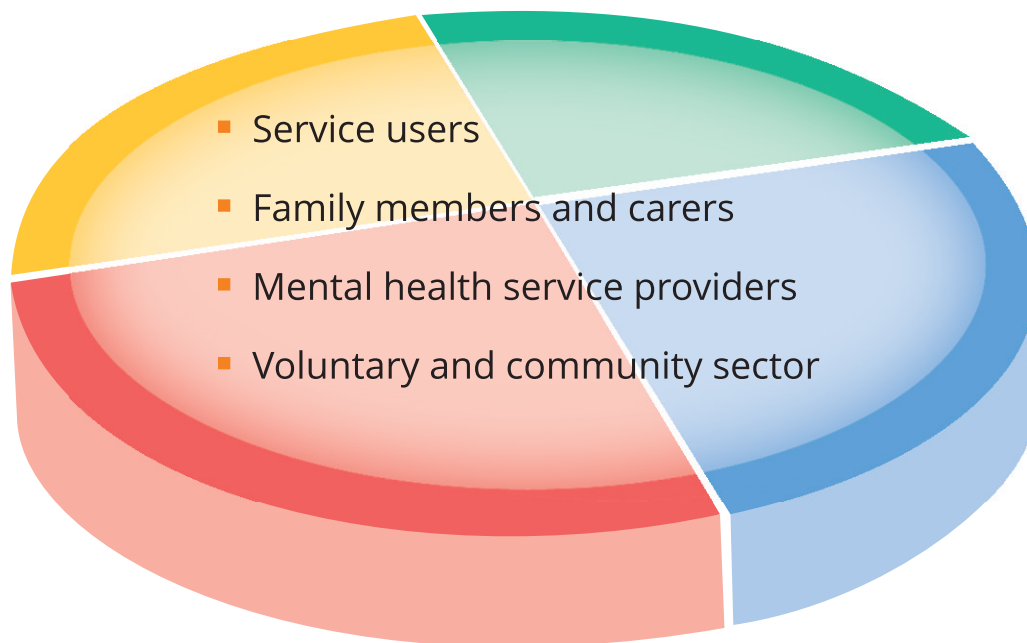 ▪ Service users
▪ Family members and carers
▪ Mental health service providers
▪ Voluntary and community sector